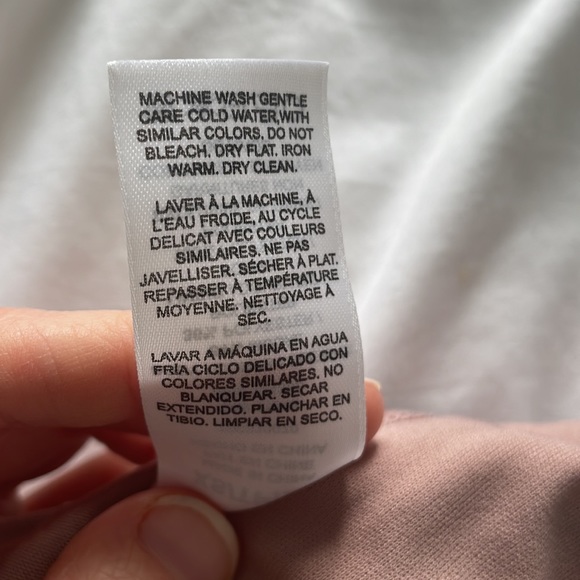 MACHINE WASH GENTLE
CARE COLD WATER,WITH
SIMILAR COLORS. DO NOT
BLEACH. DRY FLAT. IRON
WARM. DRY CLEAN.
LAVER À LA MACHINE, À
L'EAU FROIDE, AU CYCLE
DELICAT AVEC COULEURS
SIMILAIRES. NE PAS
JAVELLISER. SÉCHER À PLAT.
REPASSER À TEMPÉRATURE
MOYENNE. NETTOYAGE À
SEC.
LAVAR A MÁQUINA EN AGUA
FRÍA CICLO DELICADO CON
COLORES SIMILARES. NO
BLANQUEAR. SECAR
EXTENDIDO. PLANCHAR EN
TIBIO. LIMPIAR EN SECO.